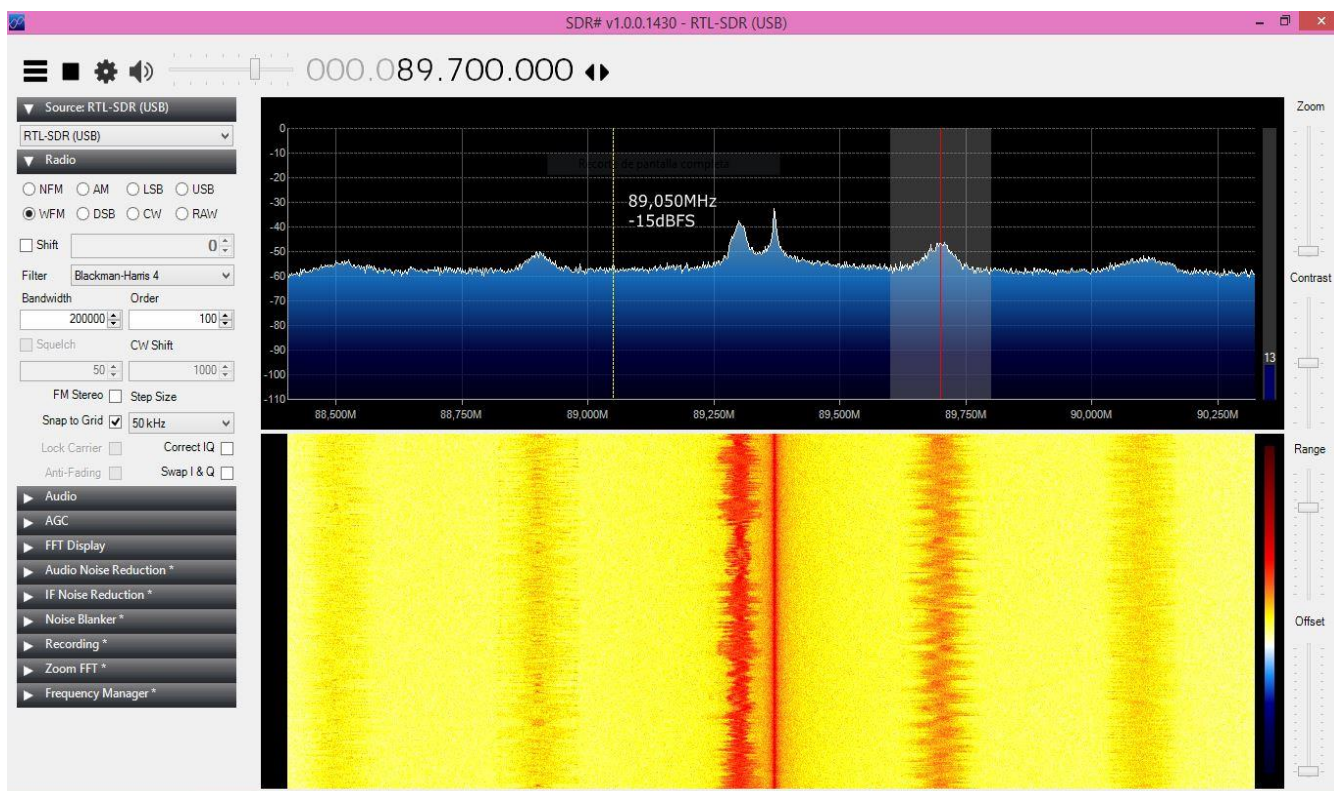 SDR# v1.0.0.1430 - RTL-SDR (USB)
000.089.700.000
Source: RTL-SDR (USB)
RTL-SDR (USB)
Radio
NFM AM LSB USB
WFM DSB CW RAW
Shift 0
Filter Blackman-Harris 4
Bandwidth Order
200000 100
Squelch CW Shift
50 1000
FM Stereo Step Size
Snap to Grid 50 kHz
Lock Carrier Correct IQ
Anti-Fading Swap I & Q
Audio
AGC
FFT Display
Audio Noise Reduction *
IF Noise Reduction *
Noise Blanker *
Recording *
Zoom FFT *
Frequency Manager *
0
-10
-20
-30
-40
-50
-60
-70
-80
-90
-100
-110
de pantalla completa
89,050MHz
-15dBFS
13
88,500M 88,750M 89,000M 89,250M 89,500M 89,750M 90,000M 90,250M
Zoom
Contrast
Range
Offset